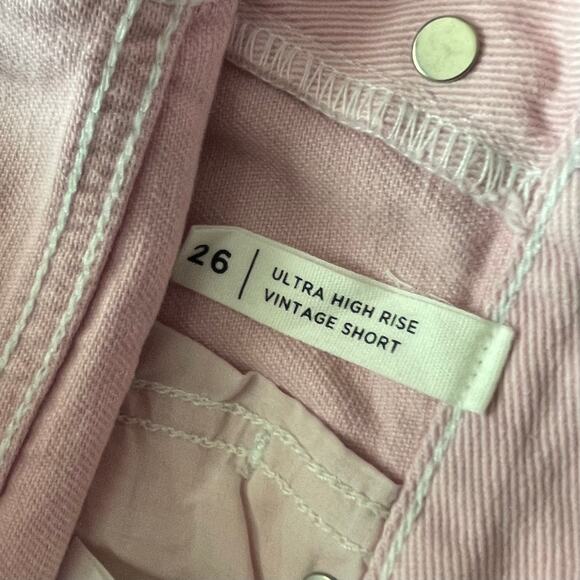 26 | ULTRA HIGH RISE
VINTAGE SHORT